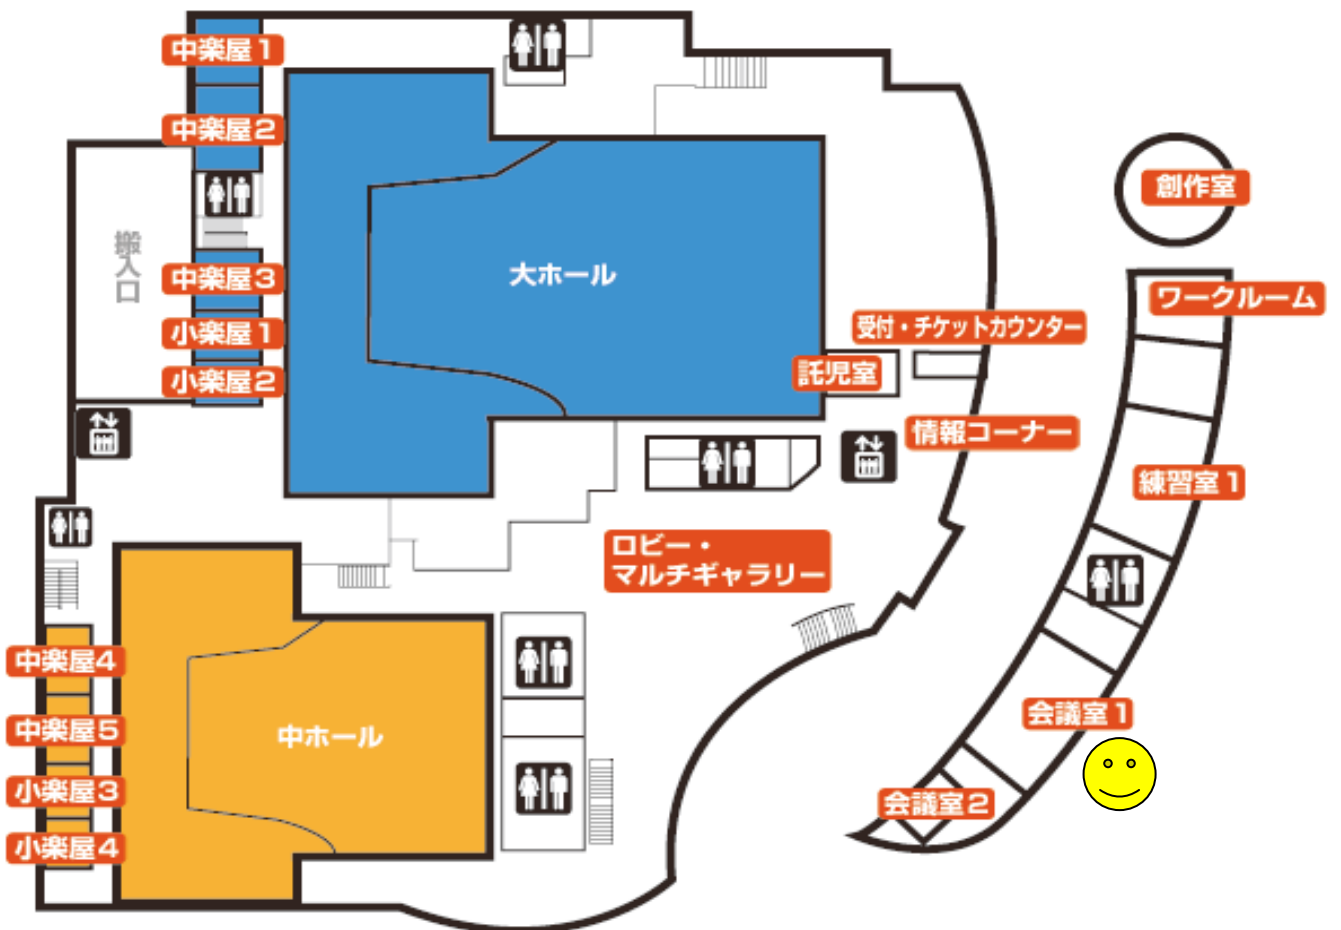 中楽屋1
中楽屋2
搬入口
中楽屋3
小楽屋1
小楽屋2
大ホール
創作室
ワークルーム
受付・チケットカウンター
託児室
情報コーナー
練習室1
ロビー・
マルチギャラリー
中楽屋4
中楽屋5
小楽屋3
小楽屋4
中ホール
会議室1
会議室2